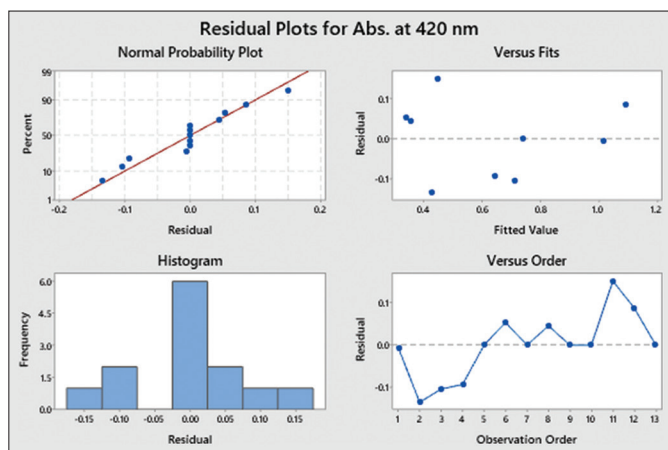 Residual Plots for Abs. at 420 nm
Normal Probability Plot
99
90
50
10
1
Percent
-0.2 -0.1 0.0 0.1 0.2
Residual
Versus Fits
0.1
0.0
-0.1
Residual
0.4 0.6 0.8 1.0 1.2
Fitted Value
Histogram
6.0
4.5
3.0
1.5
0.0
Frequency
-0.15 -0.10 -0.05 0.00 0.05 0.10 0.15
Residual
Versus Order
0.1
0.0
-0.1
Residual
1 2 3 4 5 6 7 8 9 10 11 12 13
Observation Order